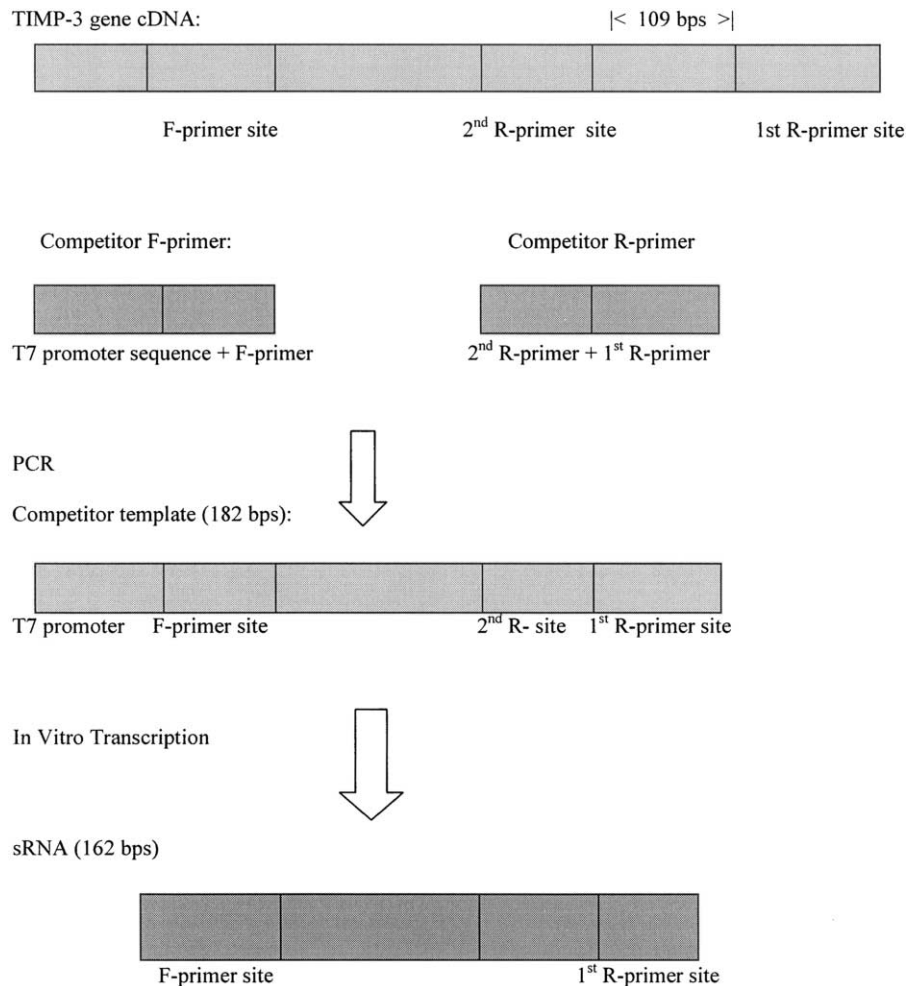 TIMP-3 gene cDNA: |< 109 bps >|
F-primer site 2nd R-primer site 1st R-primer site
Competitor F-primer: Competitor R-primer
T7 promoter sequence + F-primer 2nd R-primer + 1st R-primer
PCR
Competitor template (182 bps):
T7 promoter F-primer site 2nd R- site 1st R-primer site
In Vitro Transcription
sRNA (162 bps)
F-primer site 1st R-primer site